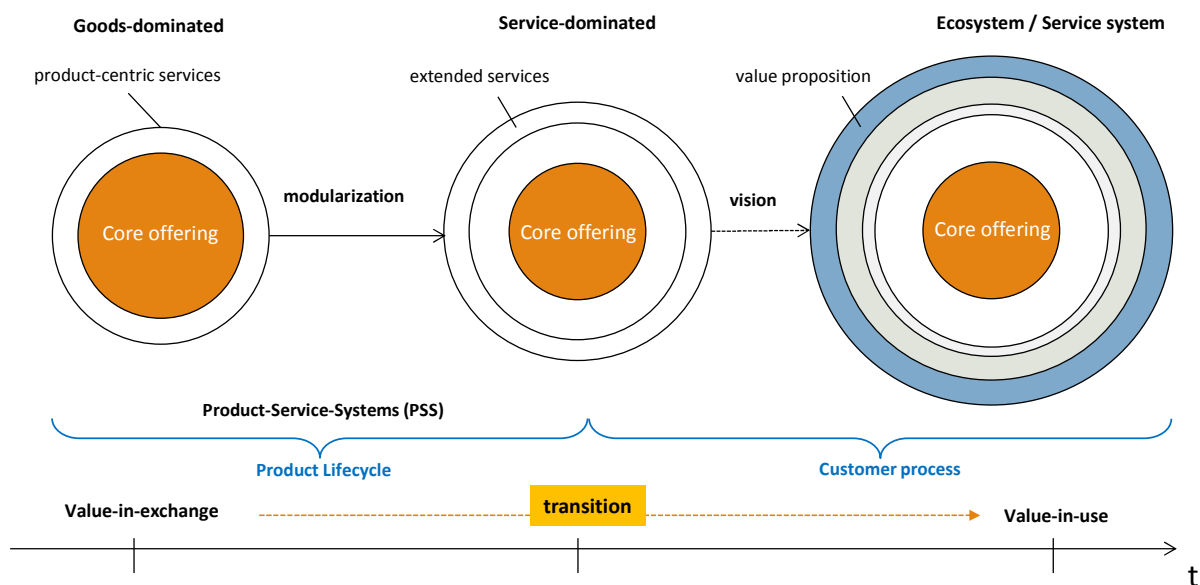 Goods-dominated
Service-dominated
Ecosystem / Service system
product-centric services
extended services
value proposition
Core offering
modularization
Core offering
vision
Core offering
Product-Service-Systems (PSS)
Product Lifecycle
Customer process
Value-in-exchange
transition
Value-in-use
t